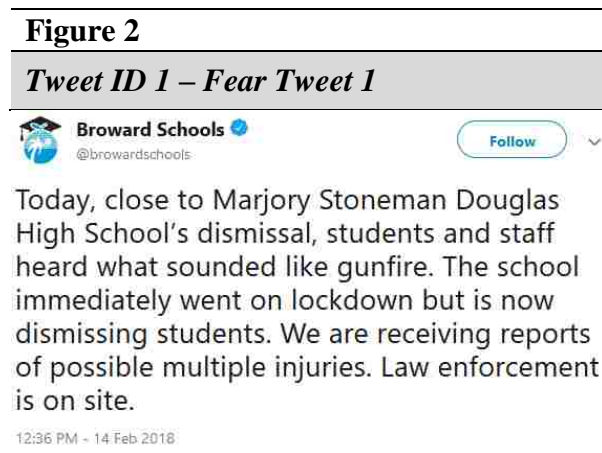 Figure 2
Tweet ID 1 – Fear Tweet 1
Broward Schools
@browardschools
Follow
Today, close to Marjory Stoneman Douglas
High School’s dismissal, students and staff
heard what sounded like gunfire. The school
immediately went on lockdown but is now
dismissing students. We are receiving reports
of possible multiple injuries. Law enforcement
is on site.
12:36 PM - 14 Feb 2018